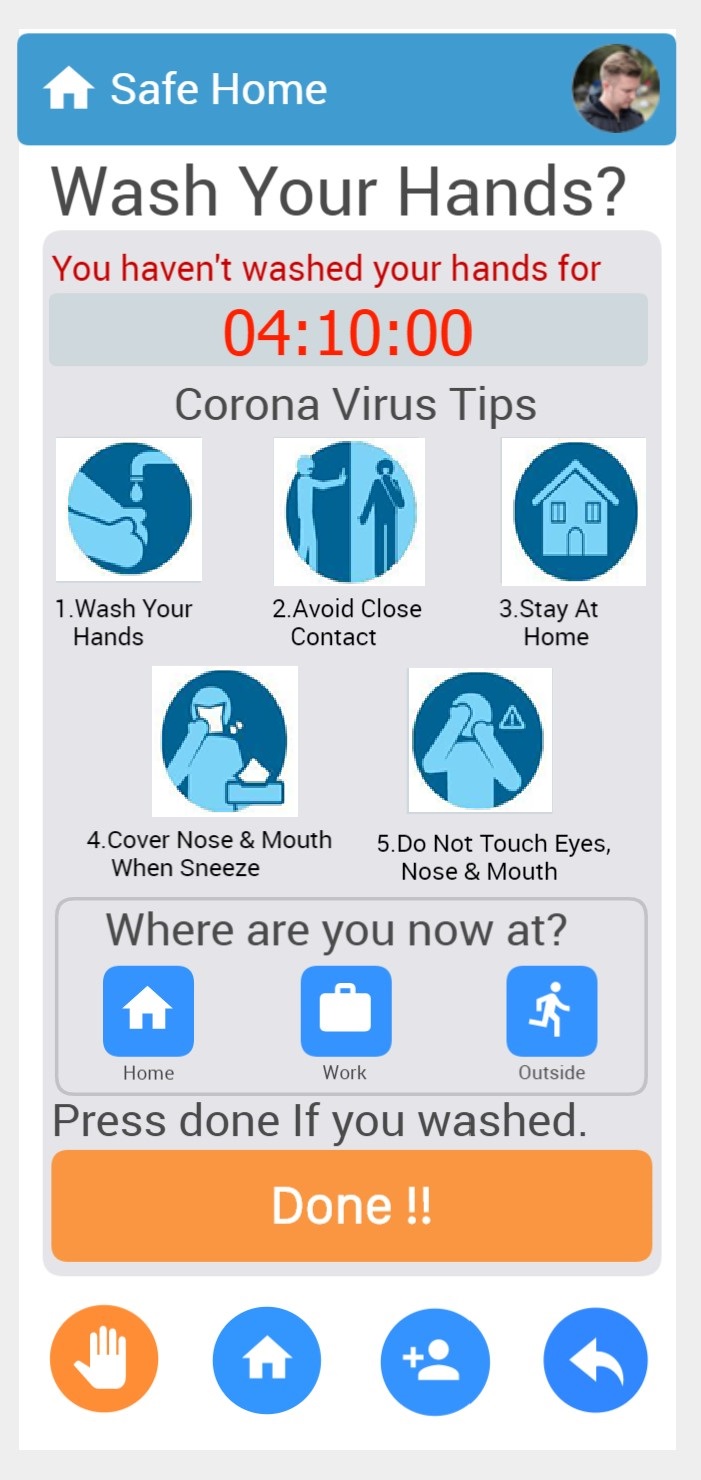 Safe Home
Wash Your Hands?
You haven't washed your hands for
04:10:00
Corona Virus Tips
1.Wash Your
Hands
2.Avoid Close
Contact
3.Stay At
Home
4.Cover Nose & Mouth
When Sneeze
5.Do Not Touch Eyes,
Nose & Mouth
Where are you now at?
Home
Work
Outside
Press done If you washed.
Done !!